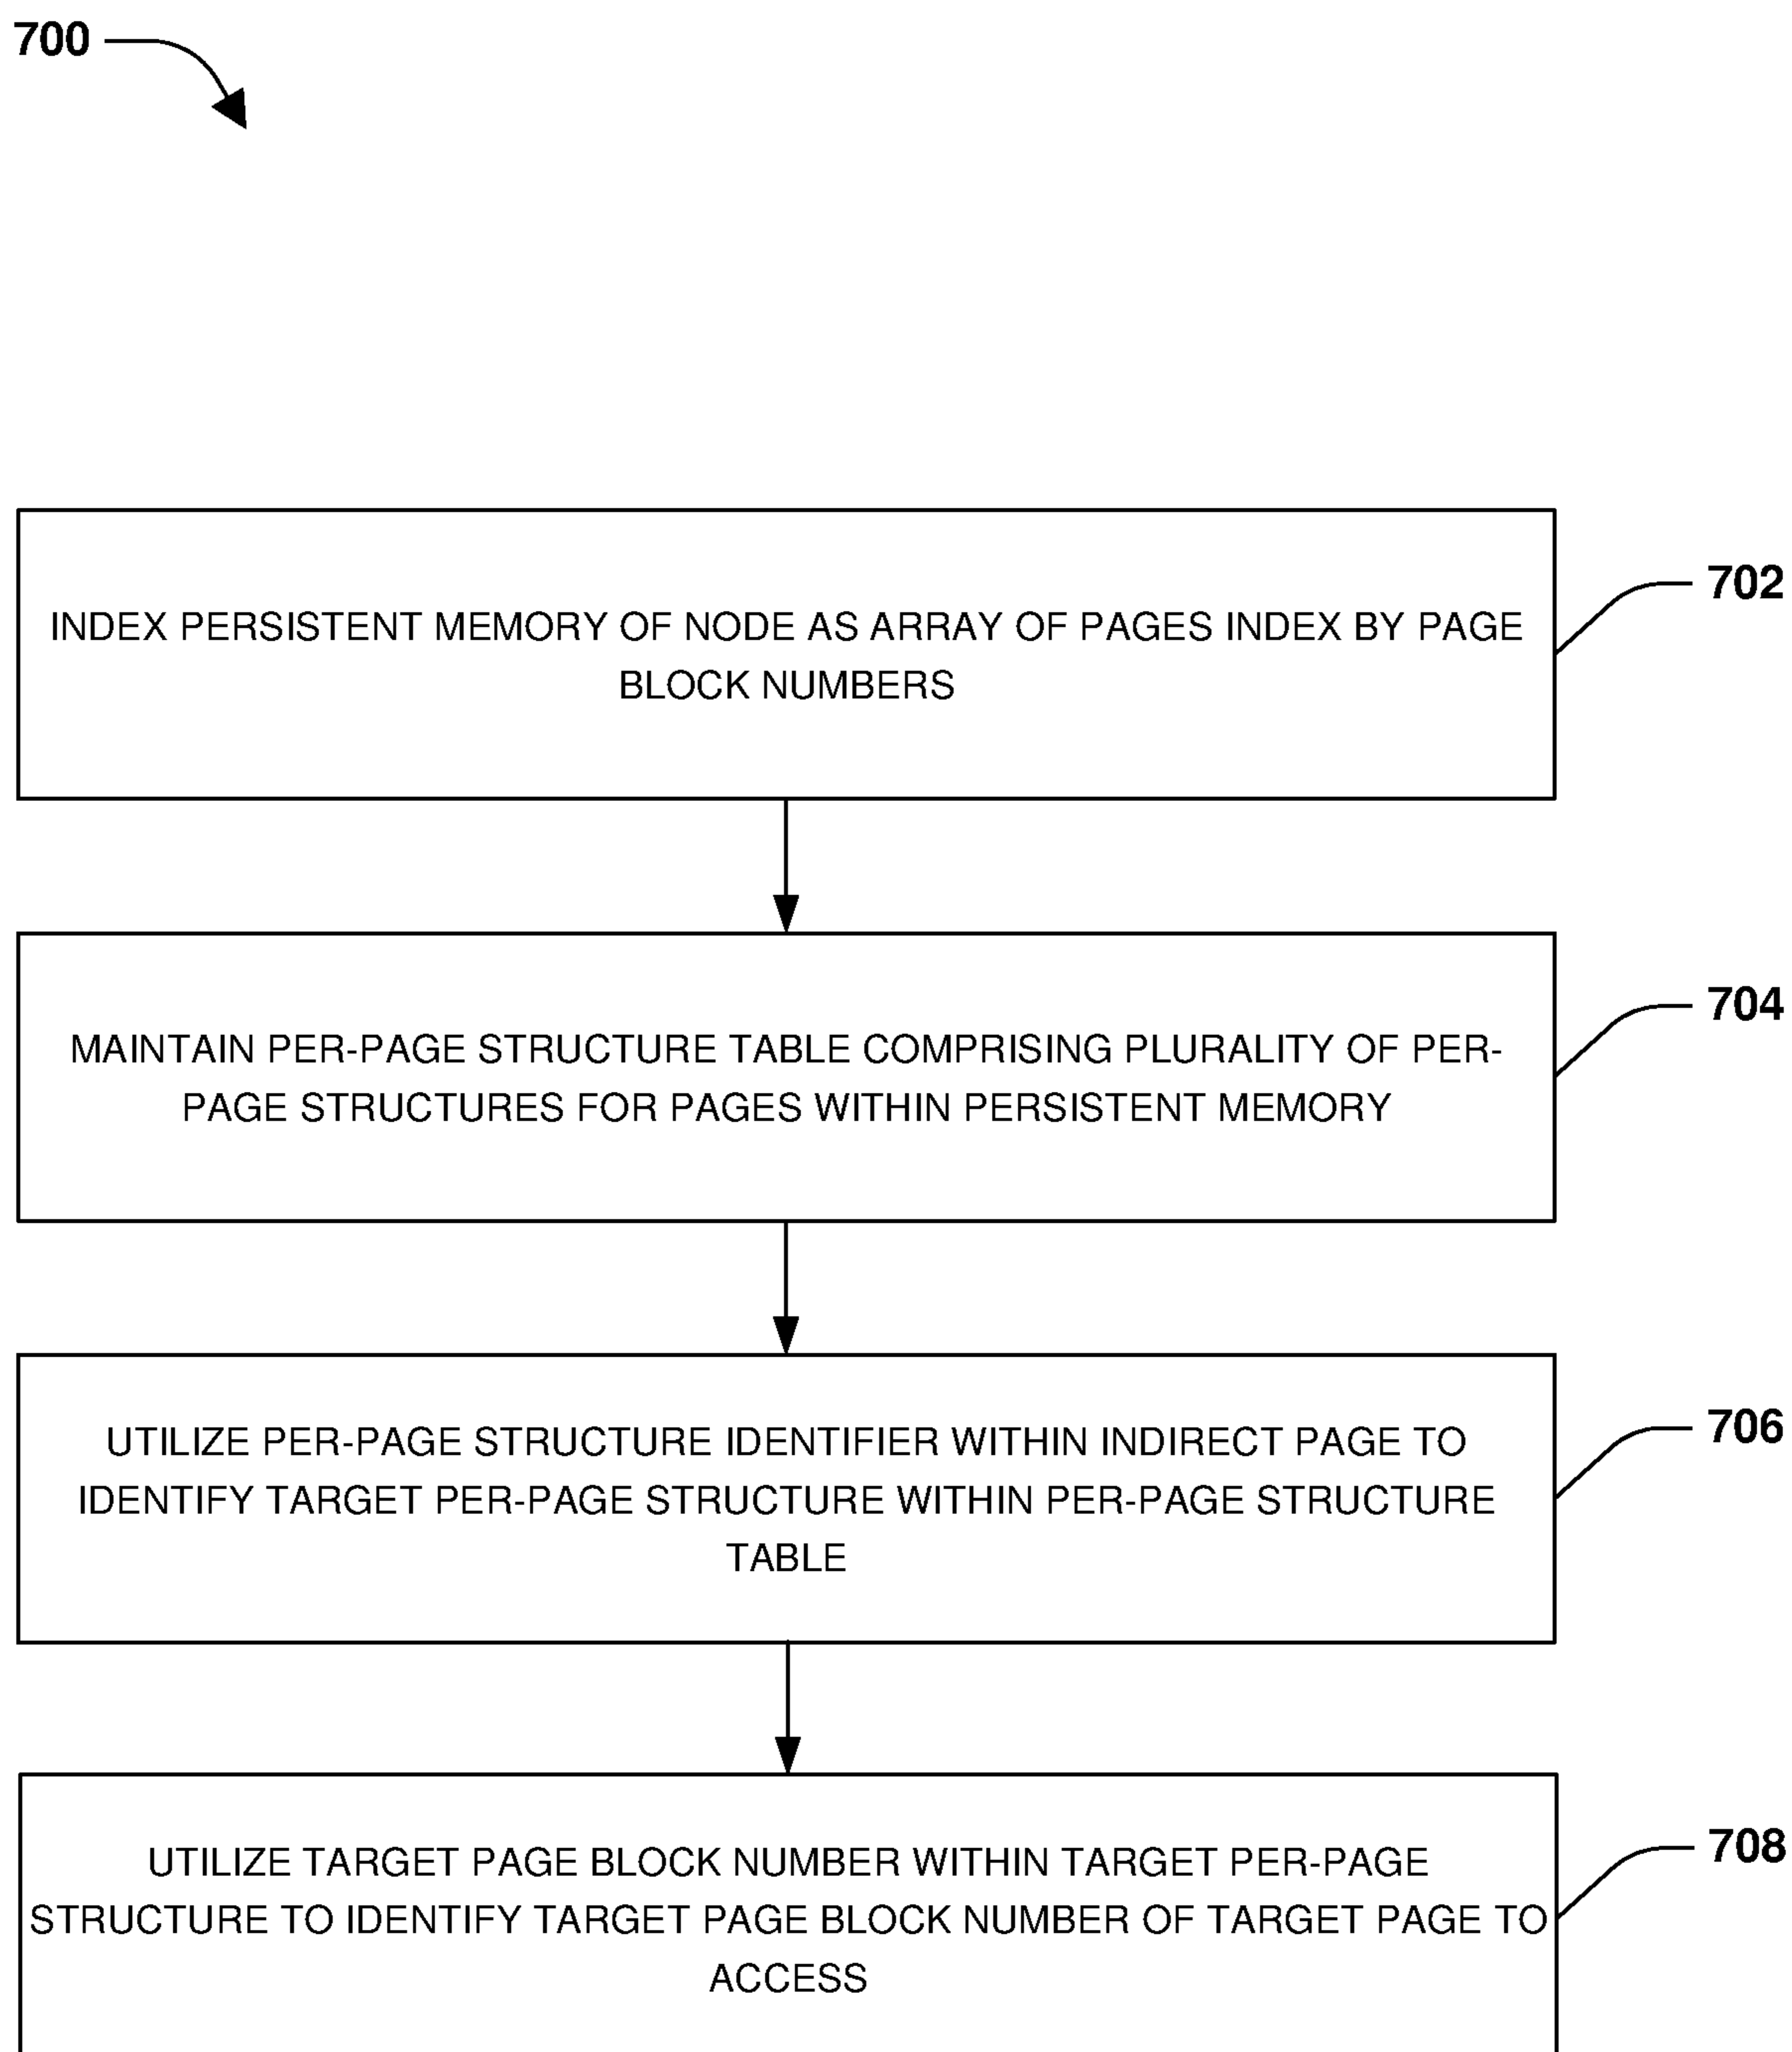 700
INDEX PERSISTENT MEMORY OF NODE AS ARRAY OF PAGES INDEX BY PAGE
BLOCK NUMBERS
702
MAINTAIN PER-PAGE STRUCTURE TABLE COMPRISING PLURALITY OF PER-
PAGE STRUCTURES FOR PAGES WITHIN PERSISTENT MEMORY
704
UTILIZE PER-PAGE STRUCTURE IDENTIFIER WITHIN INDIRECT PAGE TO
IDENTIFY TARGET PER-PAGE STRUCTURE WITHIN PER-PAGE STRUCTURE
TABLE
706
UTILIZE TARGET PAGE BLOCK NUMBER WITHIN TARGET PER-PAGE
STRUCTURE TO IDENTIFY TARGET PAGE BLOCK NUMBER OF TARGET PAGE TO
ACCESS
708